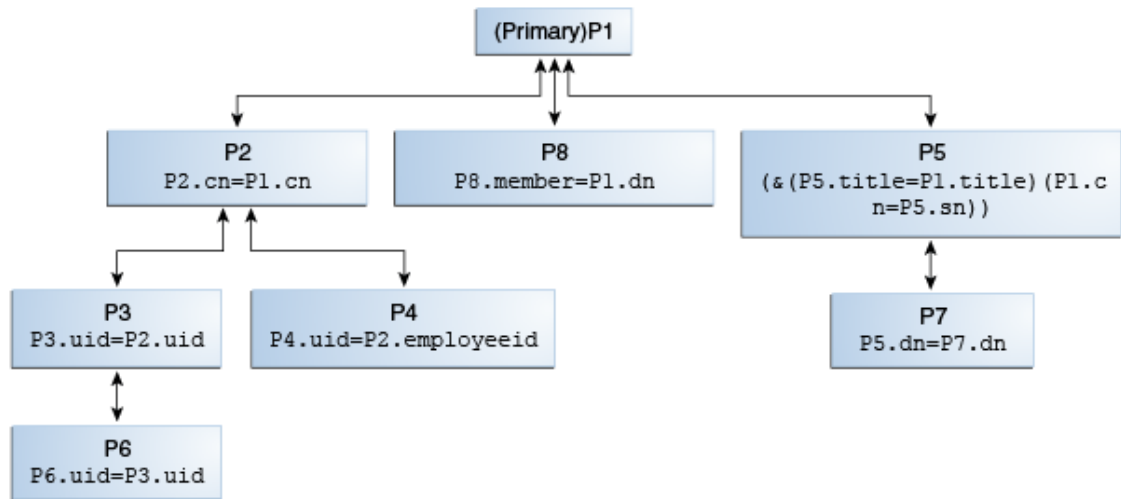 (Primary)P1
P2
P2.cn=P1.cn
P8
P8.member=P1.dn
P5
(&(P5.title=P1.title)(P1.c
n=P5.sn))
P3
P3.uid=P2.uid
P4
P4.uid=P2.employeeid
P7
P5.dn=P7.dn
P6
P6.uid=P3.uid